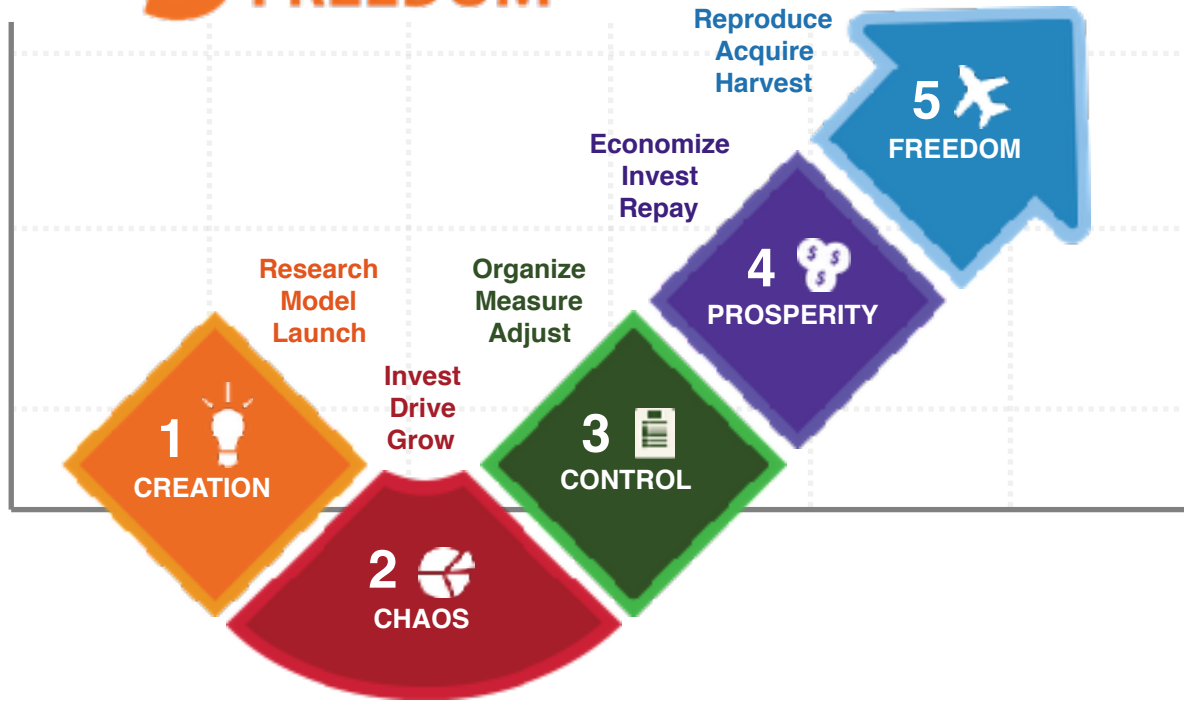 FREEDOM
Research
Model
Launch
1
CREATION
Invest
Drive
Grow
2
CHAOS
Organize
Measure
Adjust
3
CONTROL
Economize
Invest
Repay
4
$ $
$
PROSPERITY
Reproduce
Acquire
Harvest
5
FREEDOM